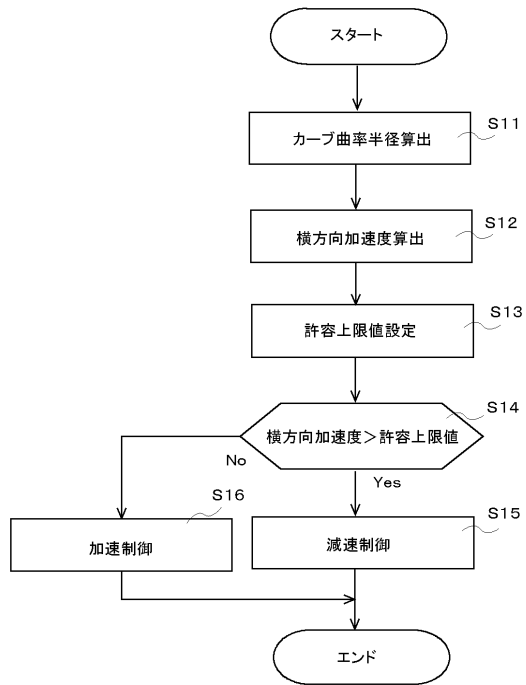 スタート
カーブ曲率半径算出
S11
横方向加速度算出
S12
許容上限値設定
S13
横方向加速度＞許容上限値
S14
No
Yes
加速制御
S16
減速制御
S15
エンド